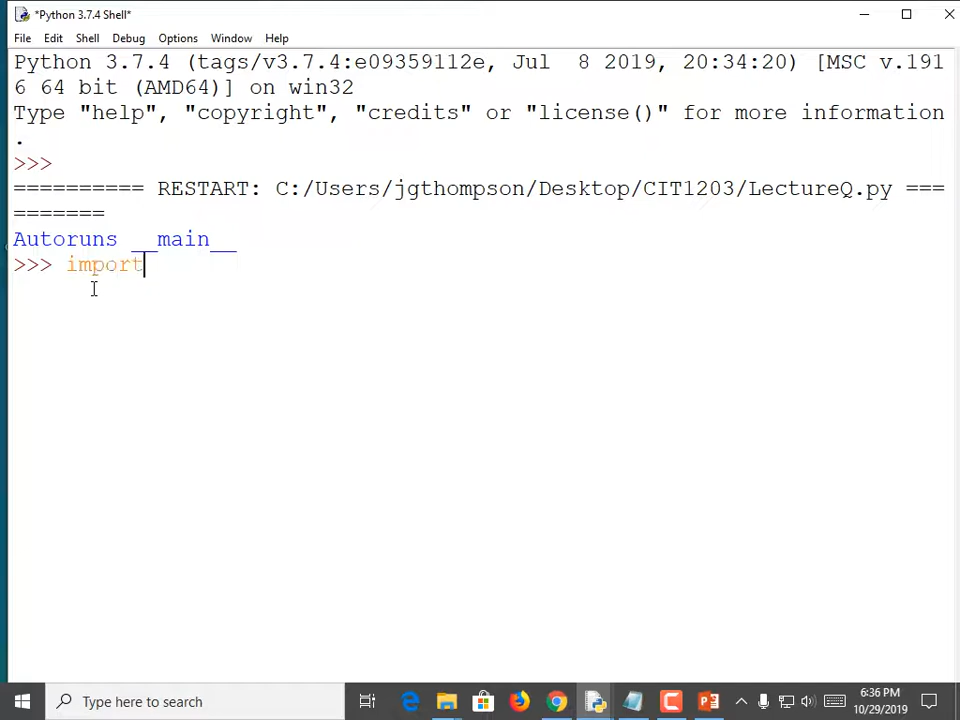 *Python 3.7.4 Shell*
File Edit Shell Debug Options Window Help
Python 3.7.4 (tags/v3.7.4:e09359112e, Jul  8 2019, 20:34:20) [MSC v.191
6 64 bit (AMD64)] on win32
Type "help", "copyright", "credits" or "license()" for more information
.
>>>
========== RESTART: C:/Users/jgthompson/Desktop/CIT1203/LectureQ.py ===
=======
Autoruns __main__
>>> import
Type here to search
6:36 PM
10/29/2019